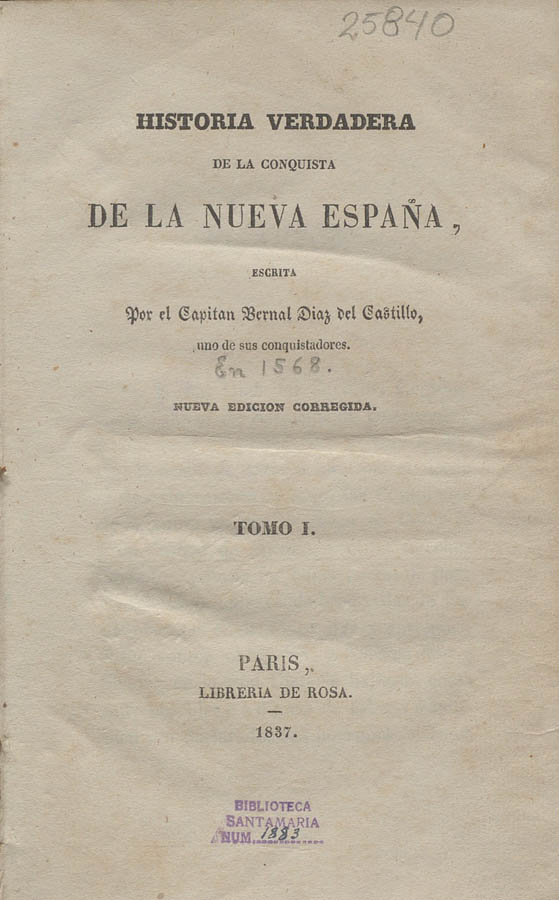 25840
HISTORIA VERDADERA
DE LA CONQUISTA
DE LA NUEVA ESPAÑA,
ESCRITA
Por el Capitan Bernal Diaz del Castillo,
uno de sus conquistadores.
En 1568.
NUEVA EDICION CORREGIDA.
TOMO I.
PARIS,
LIBRERIA DE ROSA.
1837.
BIBLIOTECA
SANTAMARIA
NUM. 1883